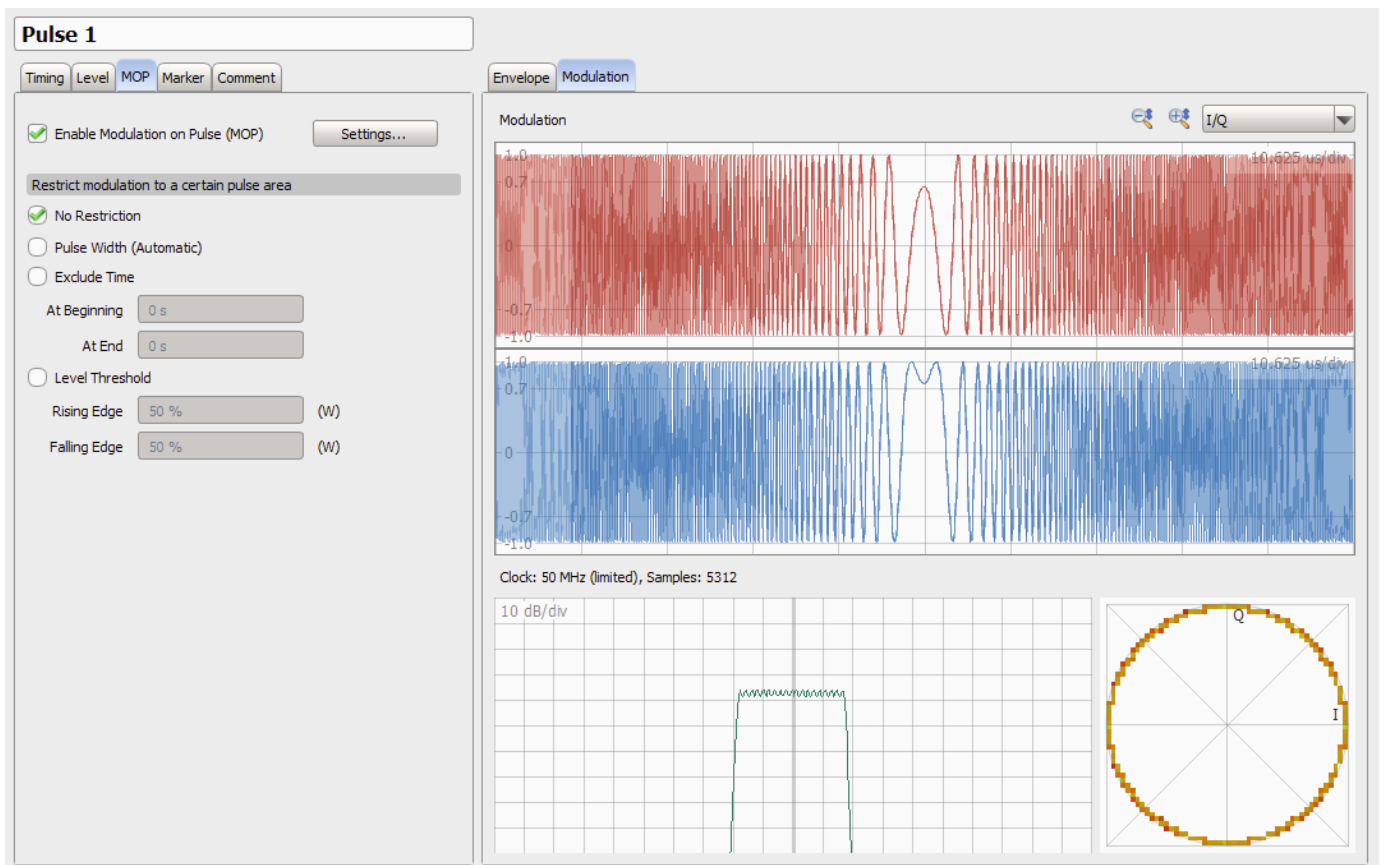 Pulse 1
Timing Level MOP Marker Comment
Enable Modulation on Pulse (MOP) Settings...
Restrict modulation to a certain pulse area
No Restriction
Pulse Width (Automatic)
Exclude Time
At Beginning 0 s
At End 0 s
Level Threshold
Rising Edge 50 % (W)
Falling Edge 50 % (W)
Envelope Modulation
Modulation I/Q
1.0 10.625 us/div
0.7
0
-0.7
-1.0
1.0 10.625 us/div
0.7
0
-0.7
-1.0
Clock: 50 MHz (limited), Samples: 5312
10 dB/div
Q
I